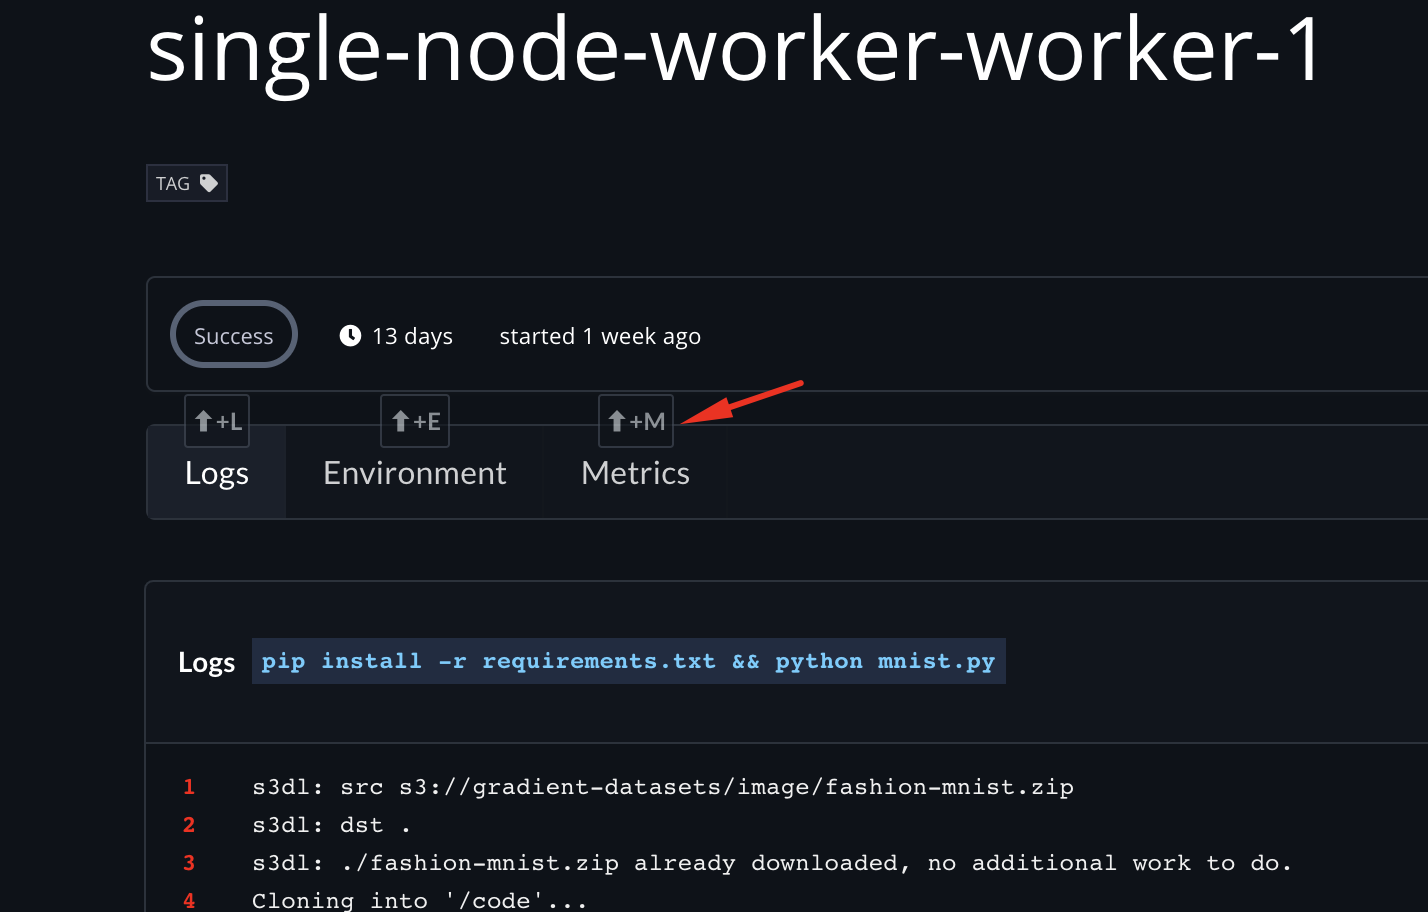 single-node-worker-worker-1
TAG
Success 13 days started 1 week ago
⬆+L ⬆+E ⬆+M
Logs Environment Metrics
Logs pip install -r requirements.txt && python mnist.py
1 s3dl: src s3://gradient-datasets/image/fashion-mnist.zip
2 s3dl: dst .
3 s3dl: ./fashion-mnist.zip already downloaded, no additional work to do.
4 Cloning into '/code'...